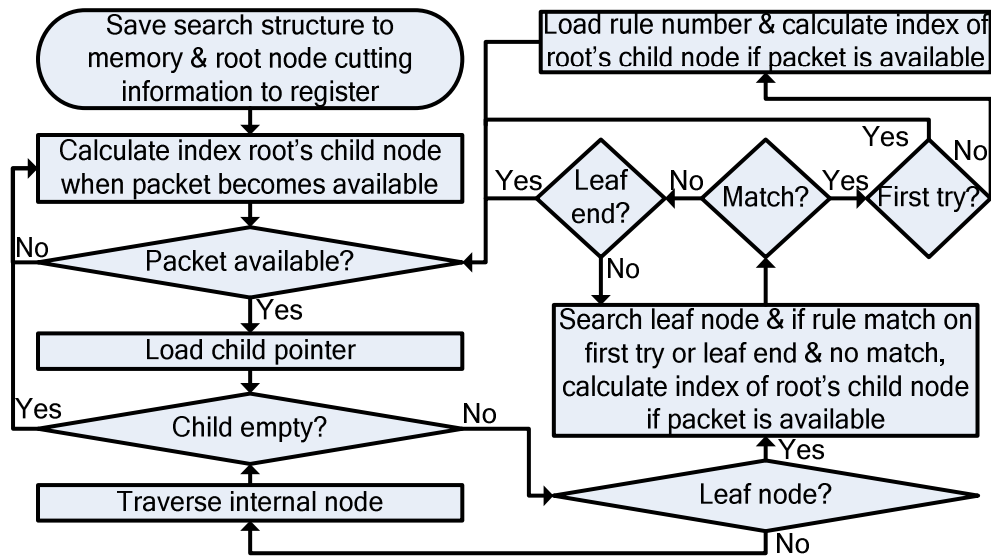 Save search structure to
memory & root node cutting
information to register
Calculate index root's child node
when packet becomes available
No
Packet available?
Yes
Load child pointer
Yes
Child empty?
No
Traverse internal node
Load rule number & calculate index of
root's child node if packet is available
Yes
No
Yes
Leaf
end?
No
Match?
Yes
First try?
No
Search leaf node & if rule match on
first try or leaf end & no match,
calculate index of root's child node
if packet is available
Yes
Leaf node?
No